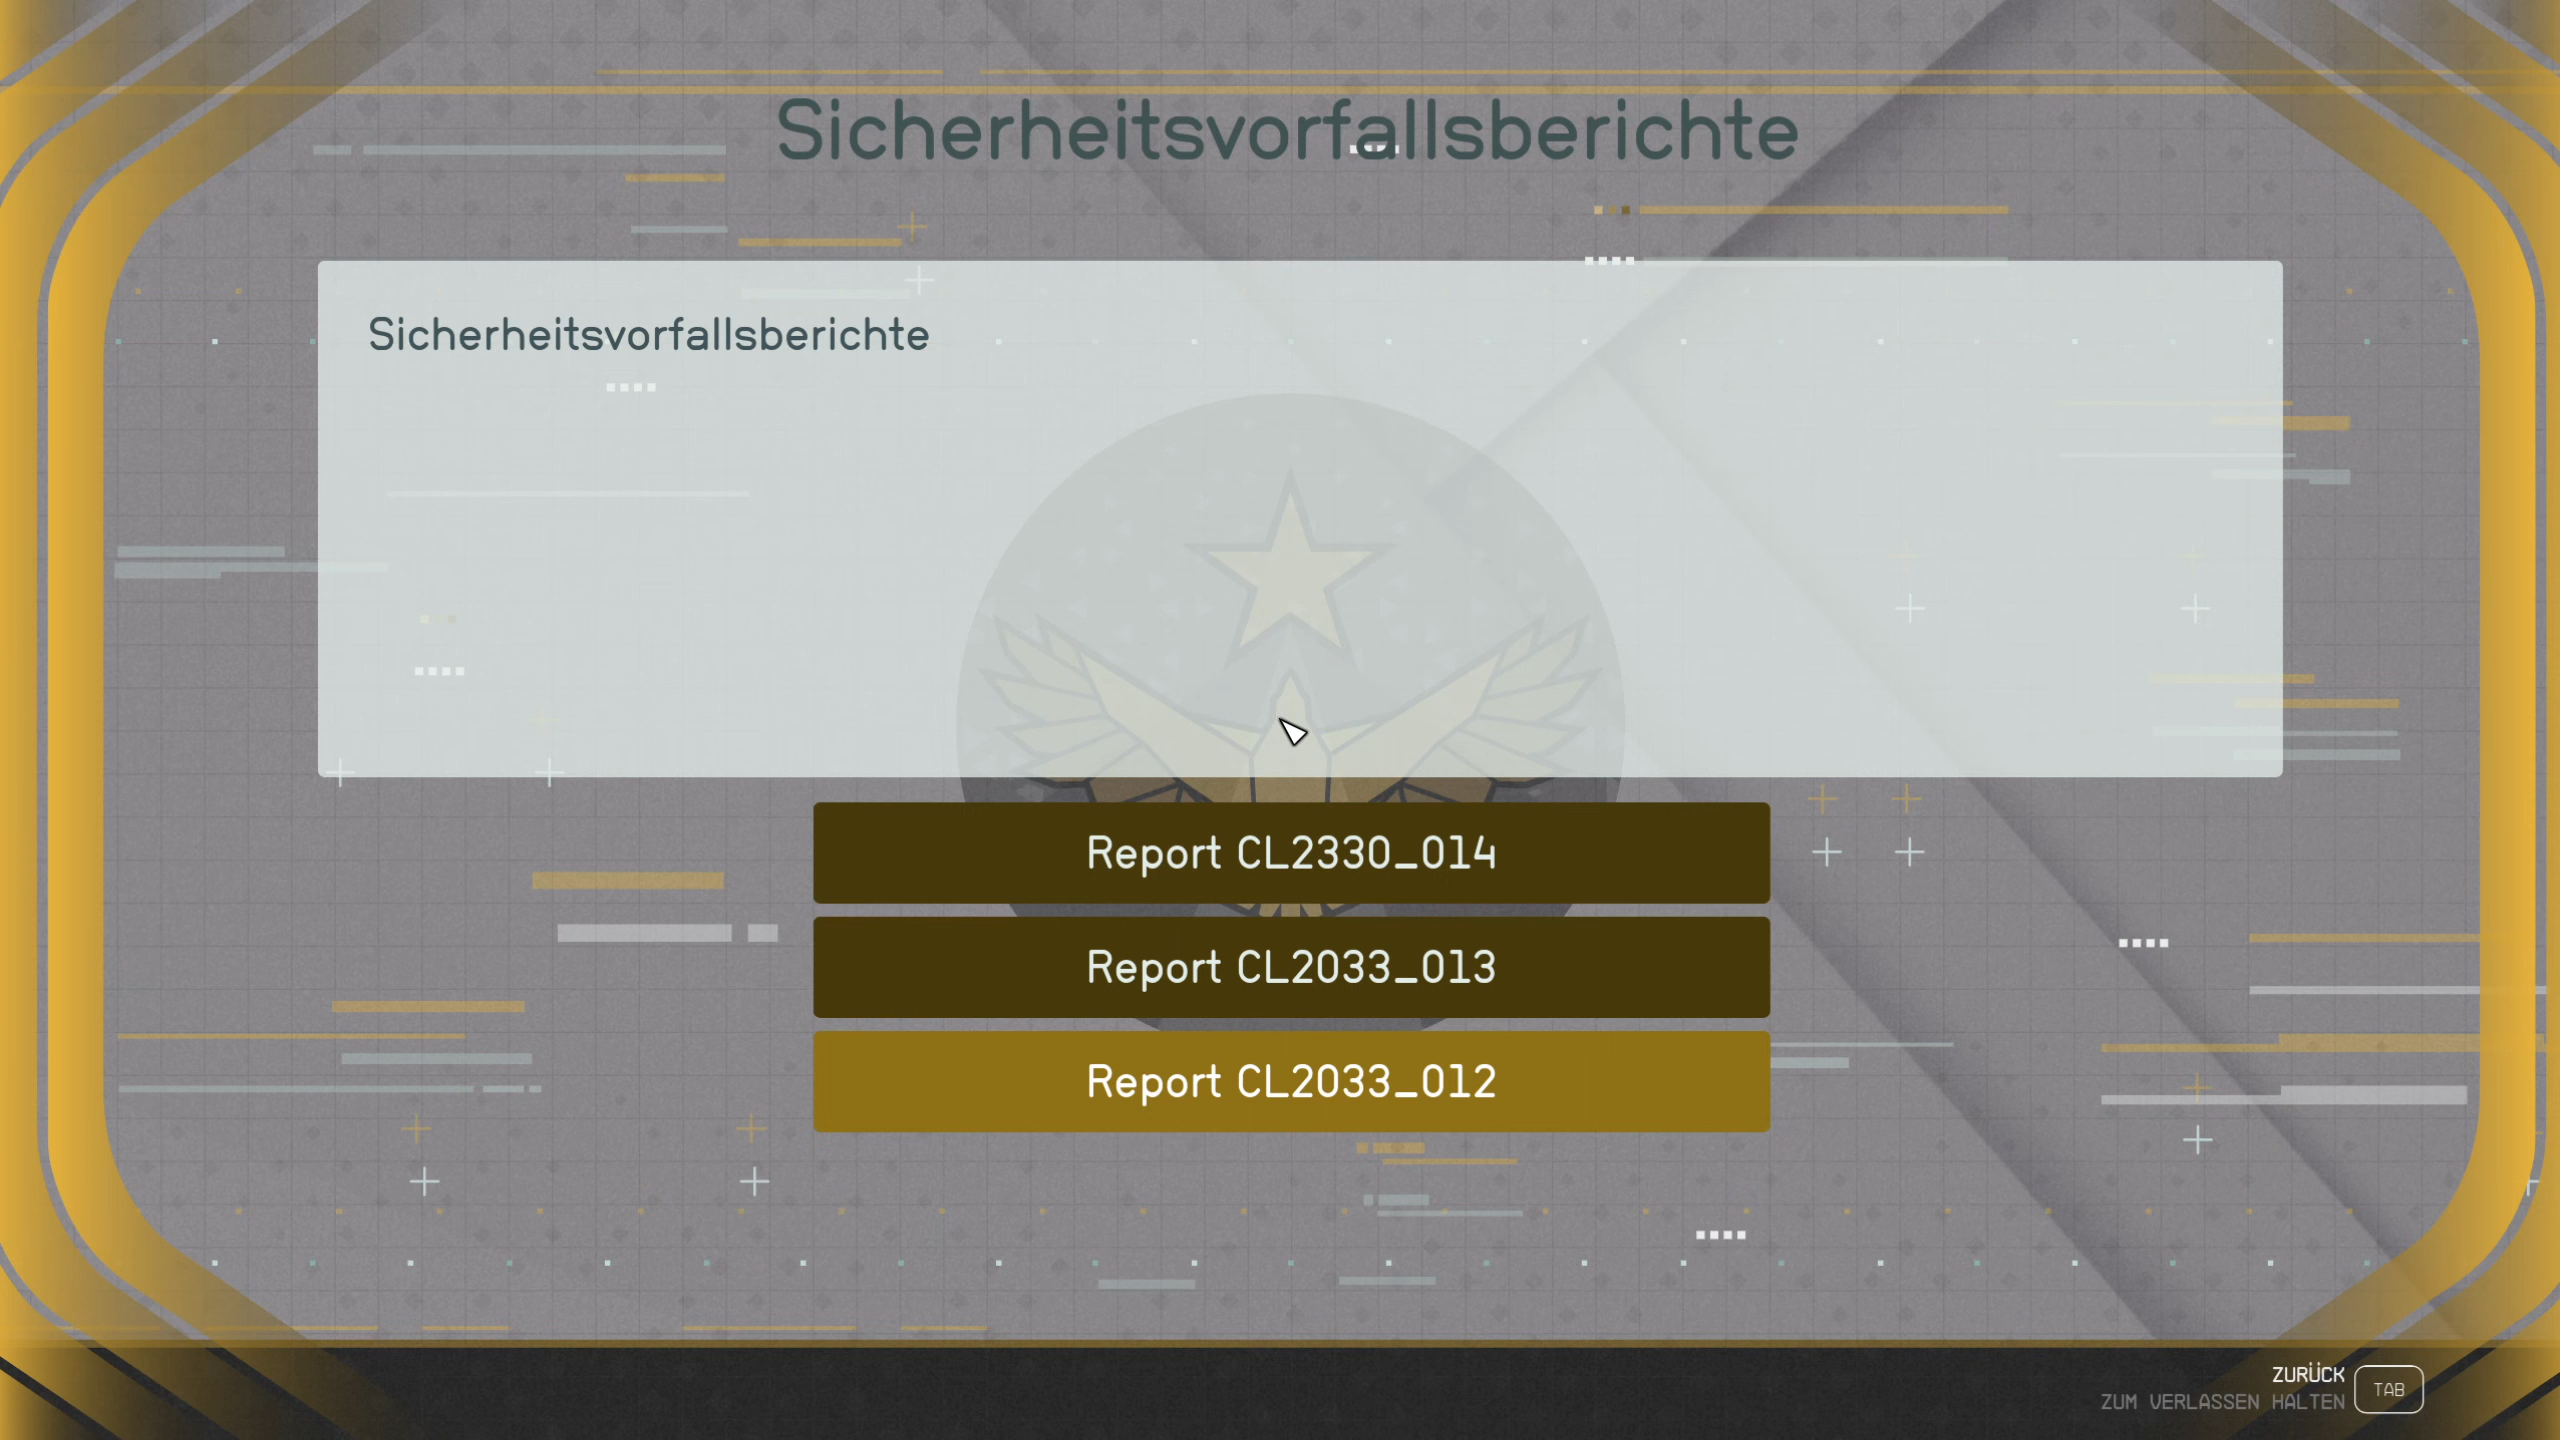 Sicherheitsvorfallsberichte
Sicherheitsvorfallsberichte
Report CL2330_014
Report CL2033_013
Report CL2033_012
ZURÜCK
ZUM VERLASSEN HALTEN
TAB